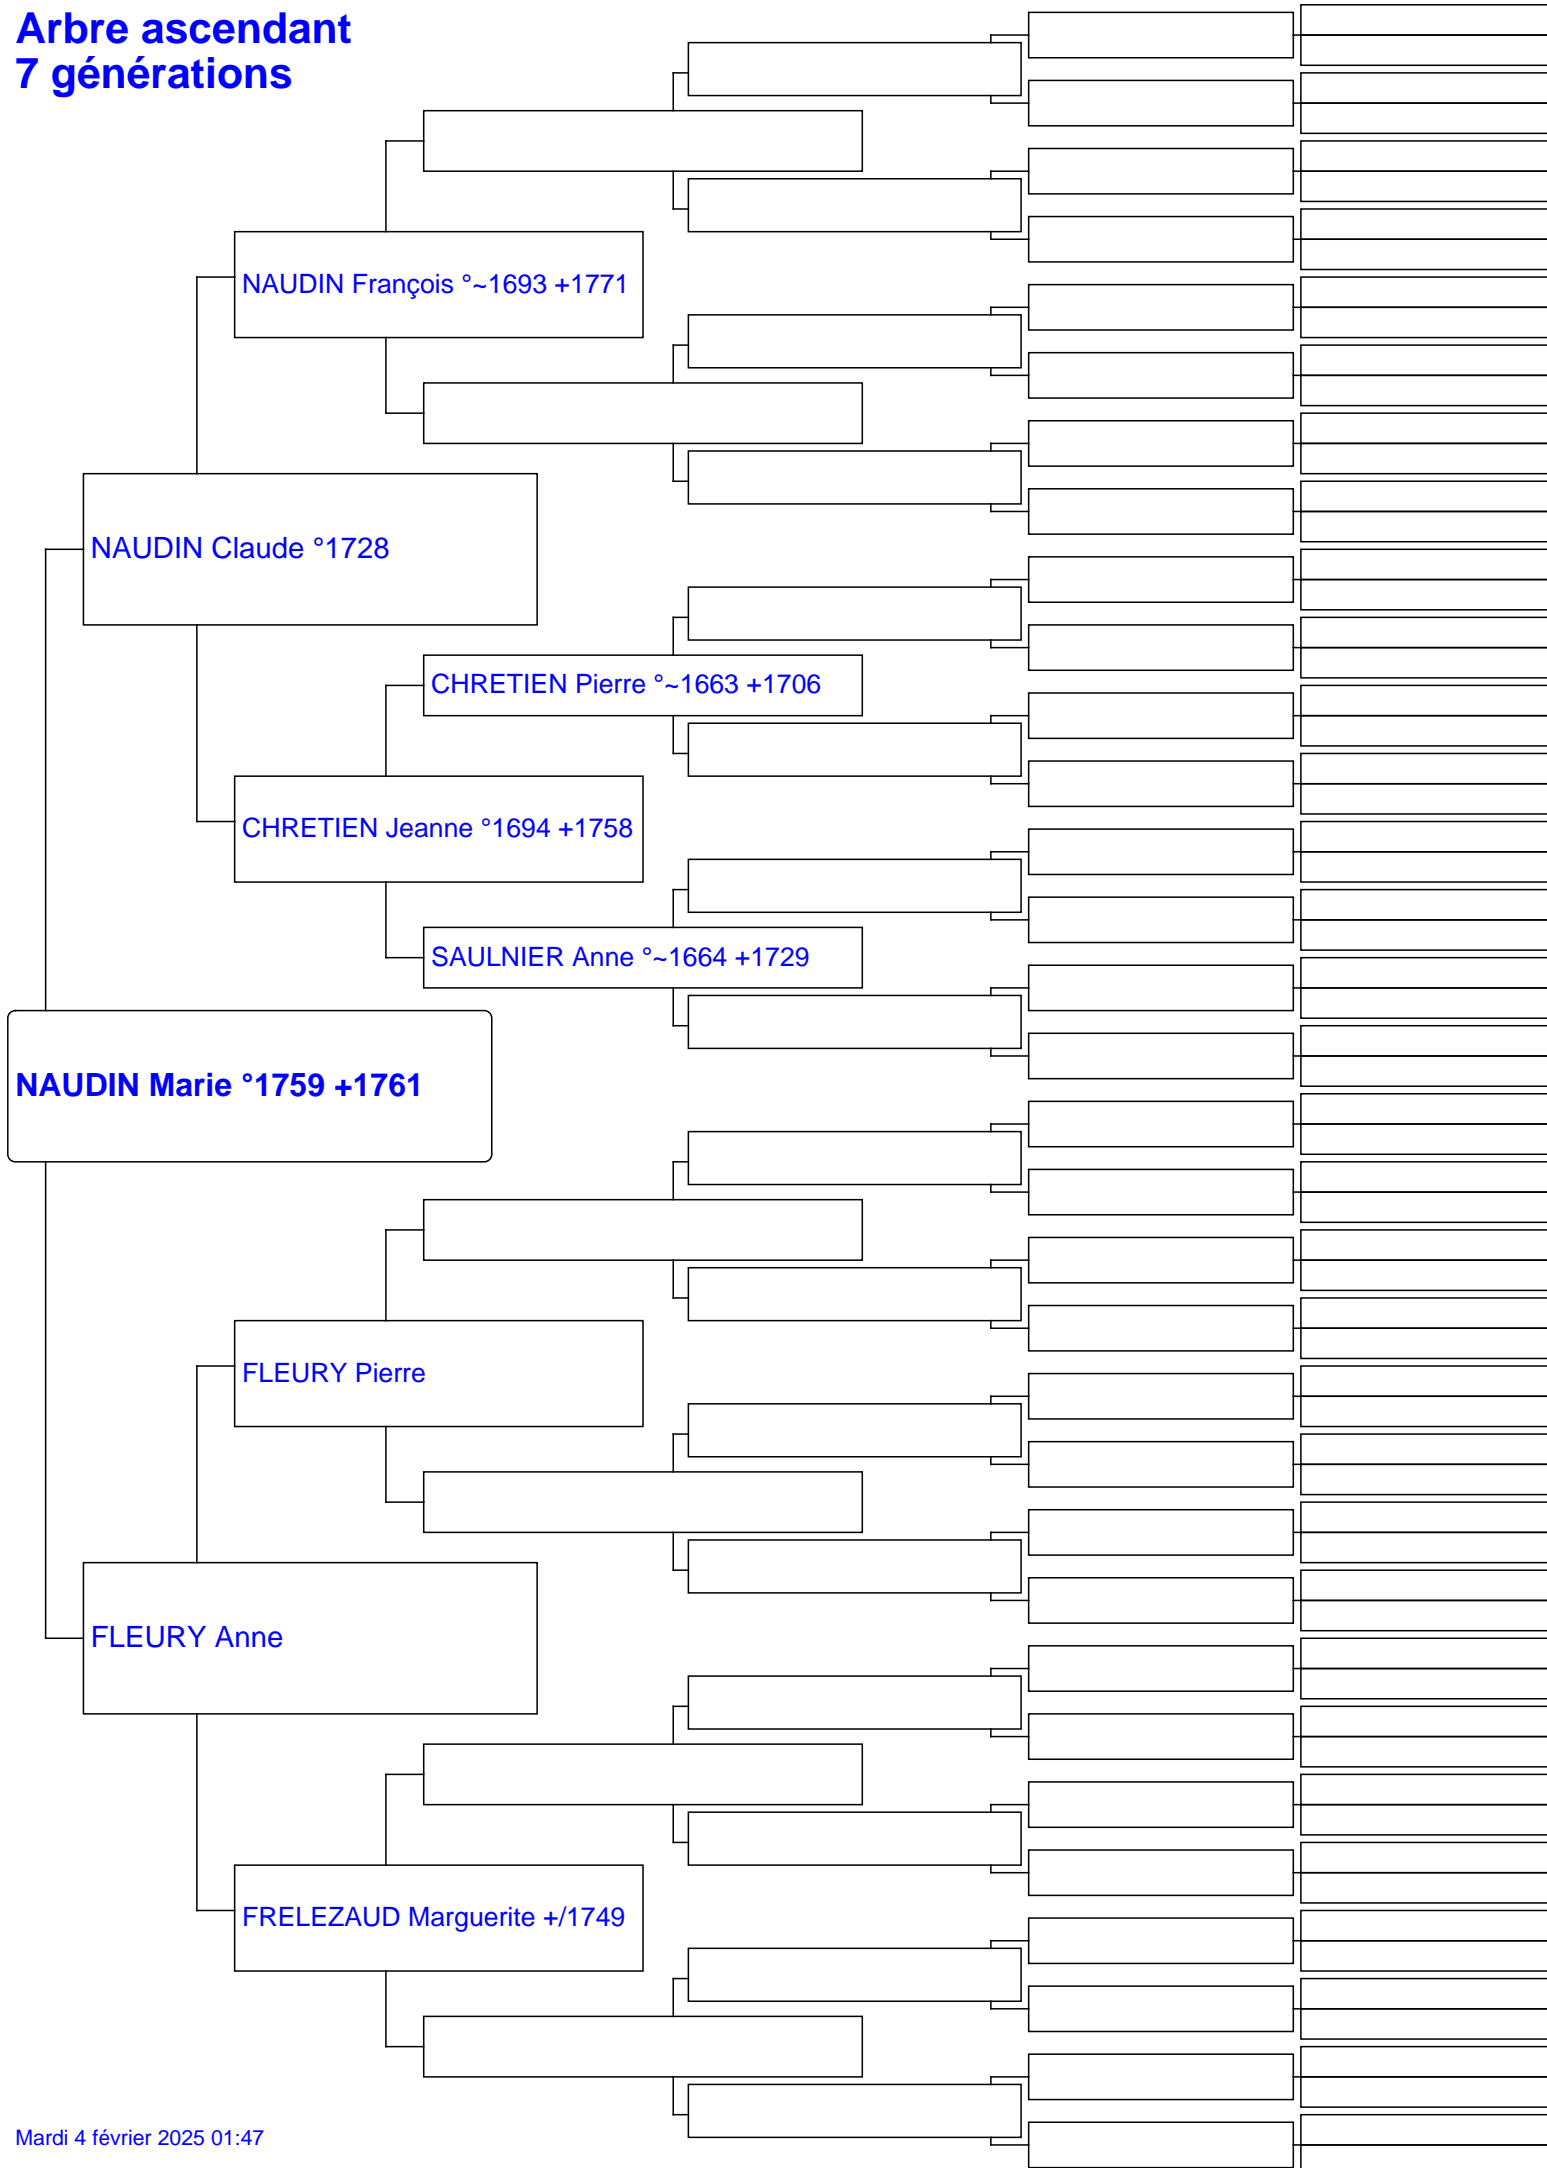 Arbre ascendant
7 générations
NAUDIN François °~1693 +1771
NAUDIN Claude °1728
CHRETIEN Pierre °~1663 +1706
CHRETIEN Jeanne °1694 +1758
SAULNIER Anne °~1664 +1729
NAUDIN Marie °1759 +1761
FLEURY Pierre
FLEURY Anne
FRELEZAUD Marguerite +/1749
Mardi 4 février 2025 01:47